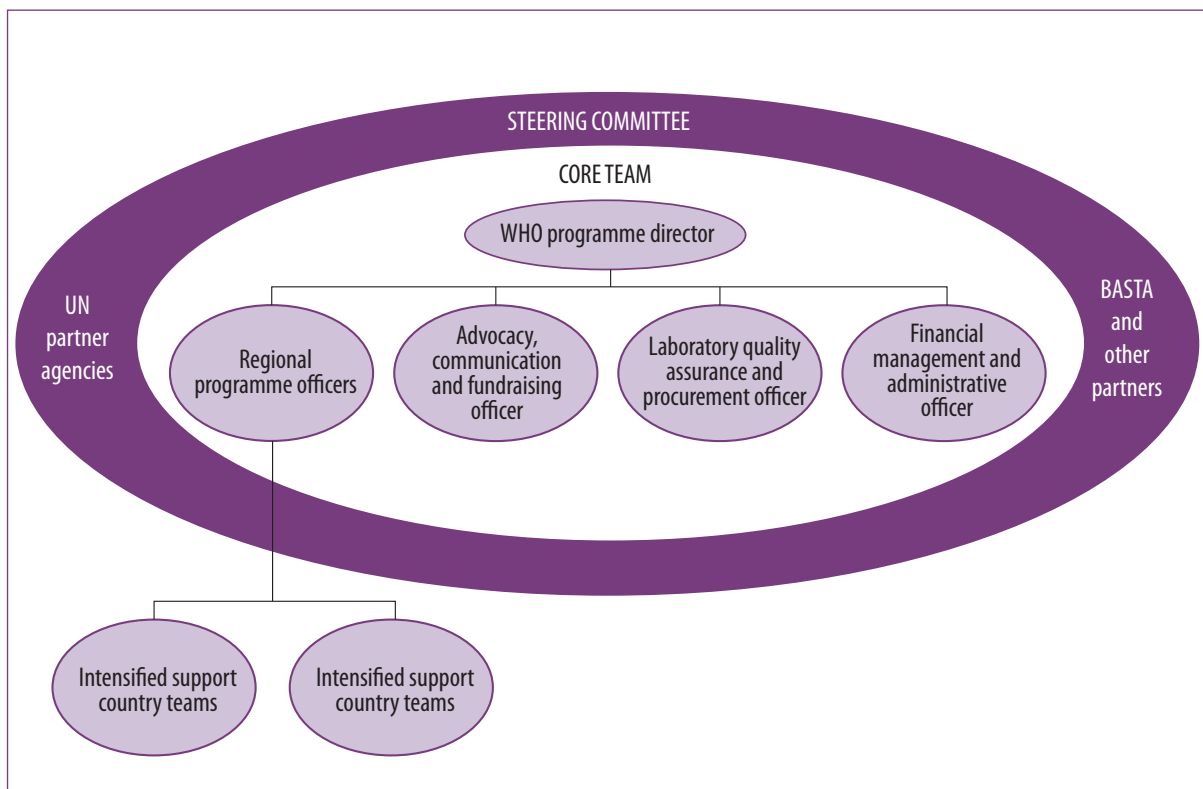 STEERING COMMITTEE
CORE TEAM
WHO programme director
UN
partner
agencies
Regional
programme officers
Advocacy,
communication
and fundraising
officer
Laboratory quality
assurance and
procurement officer
Financial
management and
administrative
officer
BASTA
and
other
partners
Intensified support
country teams
Intensified support
country teams